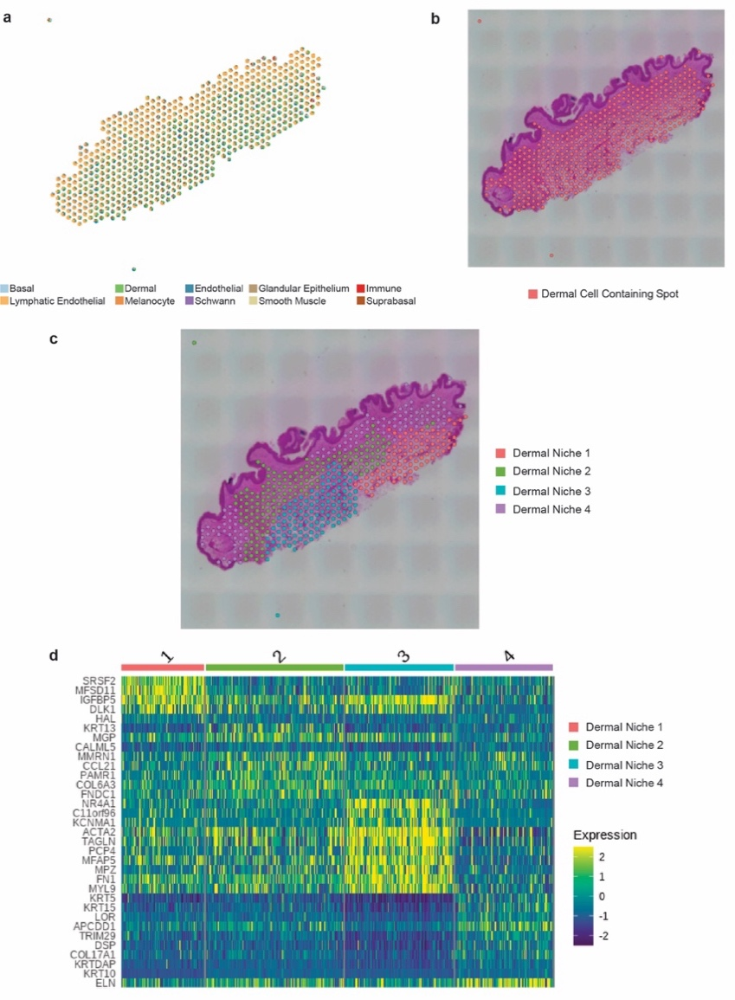 a
b
Basal
Dermal
Endothelial
Glandular Epithelium
Immune
Lymphatic Endothelial
Melanocyte
Schwann
Smooth Muscle
Suprabasal
Dermal Cell Containing Spot
c
Dermal Niche 1
Dermal Niche 2
Dermal Niche 3
Dermal Niche 4
d
1
2
3
4
SRSF2
MFSD11
IGFBP5
DLK1
HAL
KRT13
MGP
CALML5
MMRN1
CCL21
PAMR1
COL6A3
FNDC1
NR4A1
C11orf96
KCNMA1
ACTA2
TAGLN
PCP4
MFAP5
MPZ
FN1
MYL9
KRT5
KRT15
LOR
APCDD1
TRIM29
DSP
COL17A1
KRTDAP
KRT10
ELN
Dermal Niche 1
Dermal Niche 2
Dermal Niche 3
Dermal Niche 4
Expression
2
1
0
-1
-2